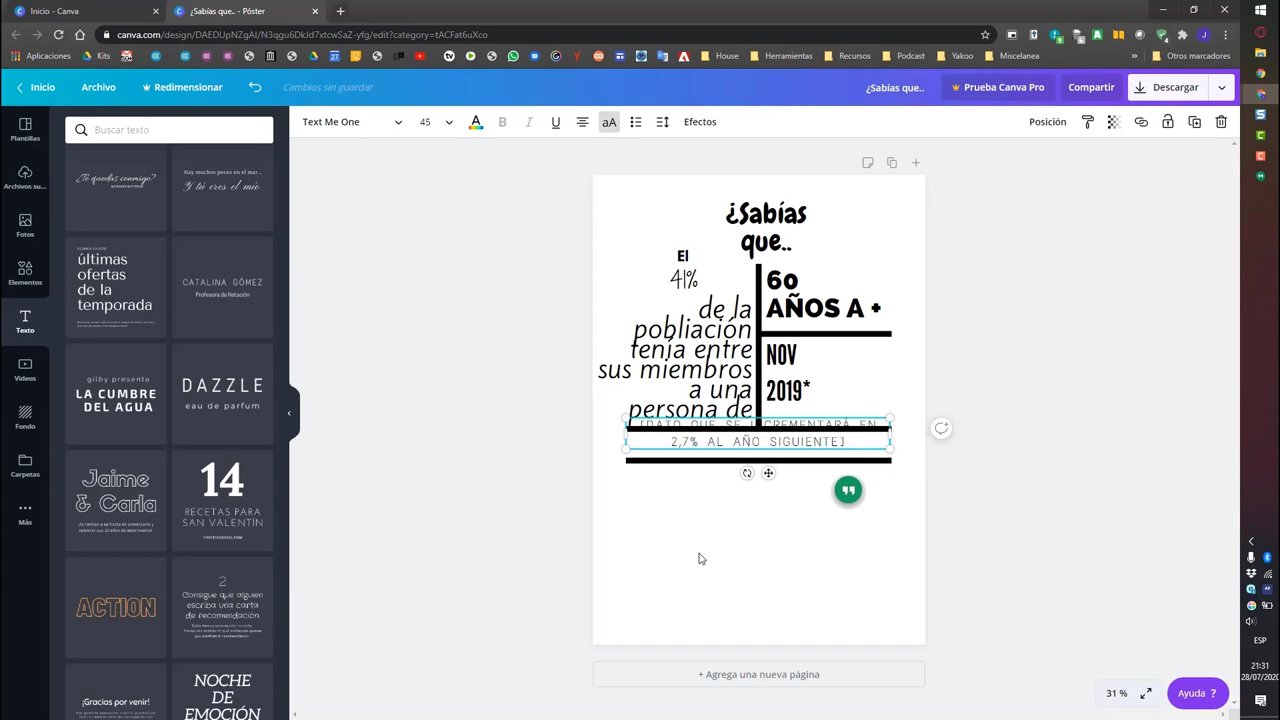 Inicio - Canva
¿Sabías que.. - Póster
canva.com/design/DAEDUpNZgAI/N3qgu6DkJd7xtcwSaZ-yfg/edit?category=tACFat6uXco
Aplicaciones
Kits
House
Herramientas
Recursos
Podcast
Yakoo
Miscelanea
Otros marcadores
Inicio
Archivo
Redimensionar
Cambios sin guardar
¿Sabías que..
Prueba Canva Pro
Compartir
Descargar
Plantillas
Archivos su...
Fotos
Elementos
Texto
Videos
Fondo
Carpetas
Más
Buscar texto
¿Te quedas conmigo?
Hay muchos peces en el mar...
Y tú eres el mío
últimas
ofertas
de la
temporada
CATALINA GÓMEZ
Profesora de Natación
gilby presenta
LA CUMBRE
DEL AGUA
DAZZLE
eau de parfum
Jaime
& Carla
14
RECETAS PARA
SAN VALENTÍN
ACTION
2
Consigue que alguien
escriba una carta
de recomendación
¡Gracias por venir!
NOCHE
DE
EMOCIÓN
Text Me One
45
A
B
I
U
aA
Efectos
Posición
¿Sabías
que..
El
41%
de la
pobliación
tenía entre
sus miembros
a una
persona de
60
AÑOS A +
NOV
2019*
[DATO QUE SE INCREMENTARÁ EN
2,7% AL AÑO SIGUIENTE]
+ Agrega una nueva página
31 %
Ayuda ?
ESP
21:31
28/07/2020